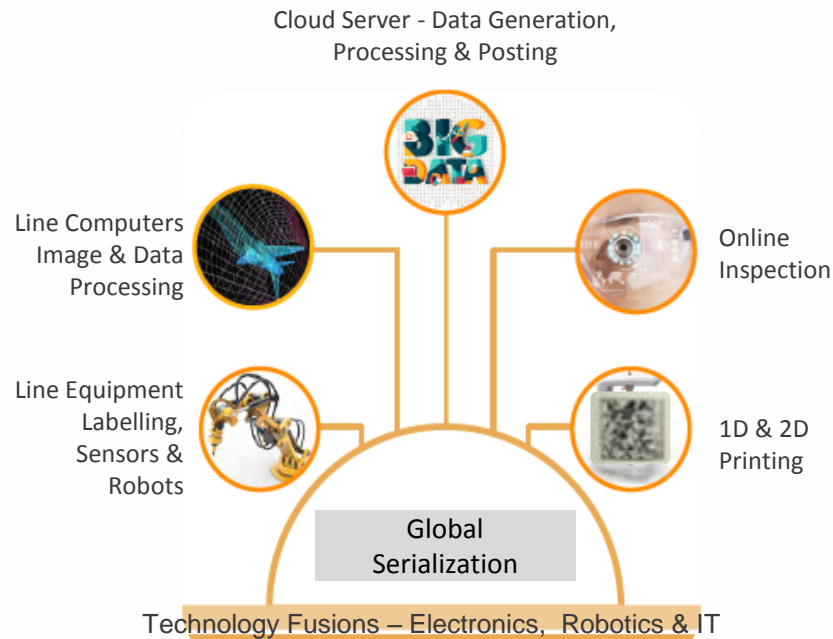 Cloud Server - Data Generation,
Processing & Posting
BIG
DATA
Line Computers
Image & Data
Processing
Online
Inspection
Line Equipment
Labelling,
Sensors &
Robots
1D & 2D
Printing
Global
Serialization
Technology Fusions – Electronics, Robotics & IT